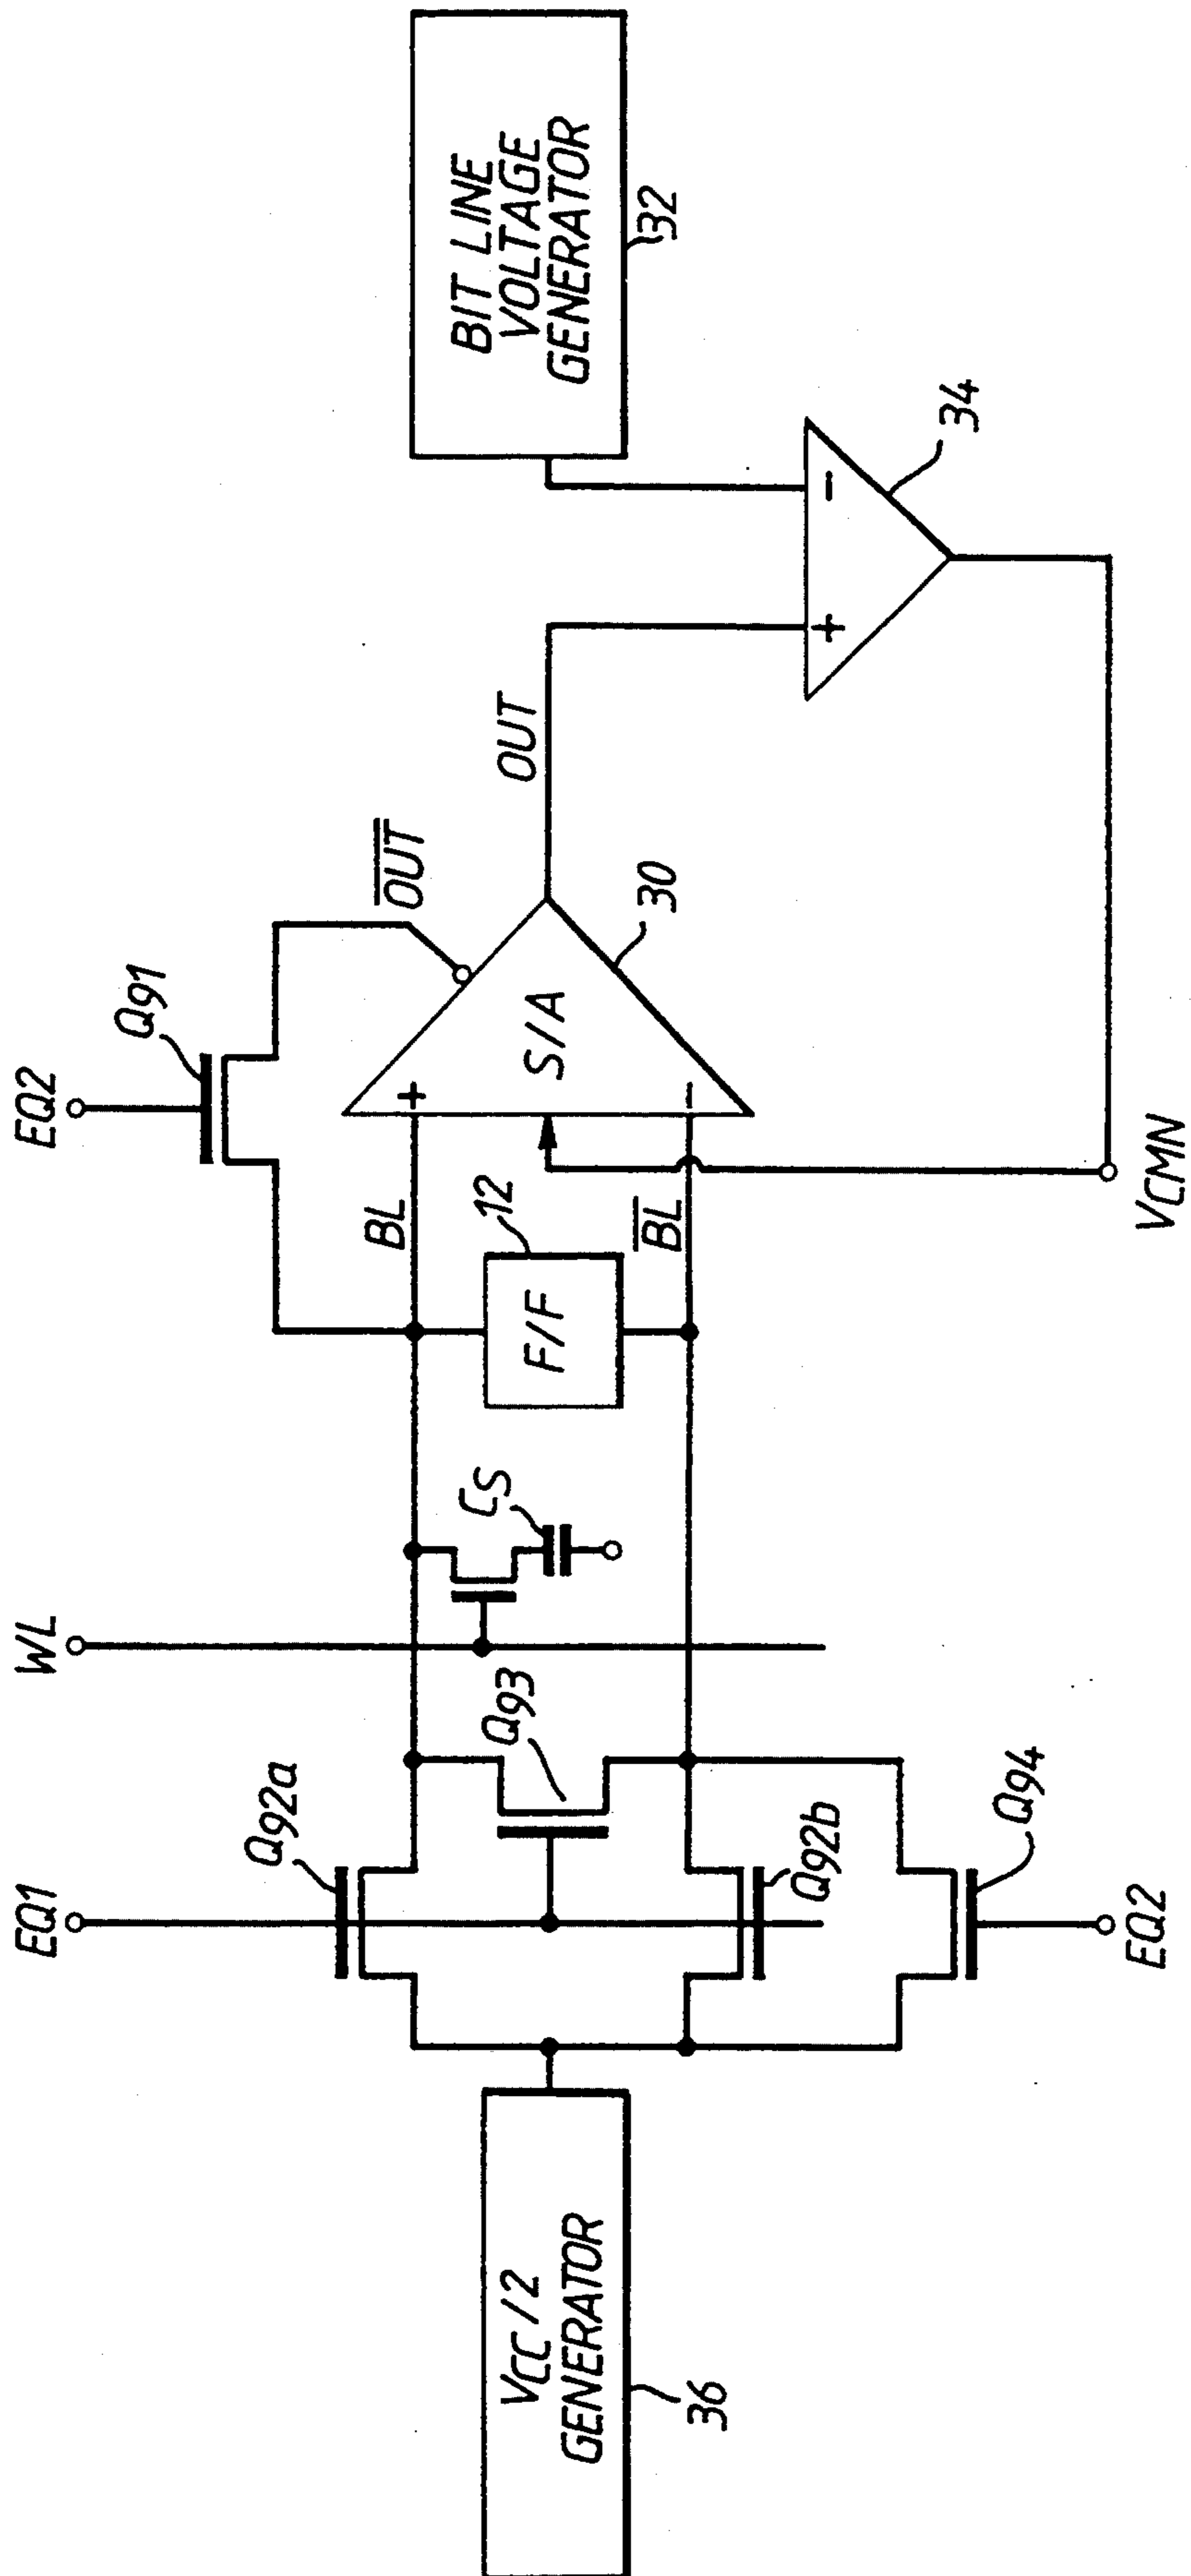 EQ1
WL
EQ2
Q92a
Q93
Q91
CS
BL
OUT
OUT
VCC/2
GENERATOR
36
F/F
12
S/A
+
-
30
BL
BIT LINE
VOLTAGE
GENERATOR
32
Q92b
Q94
+
-
34
EQ2
VCMN